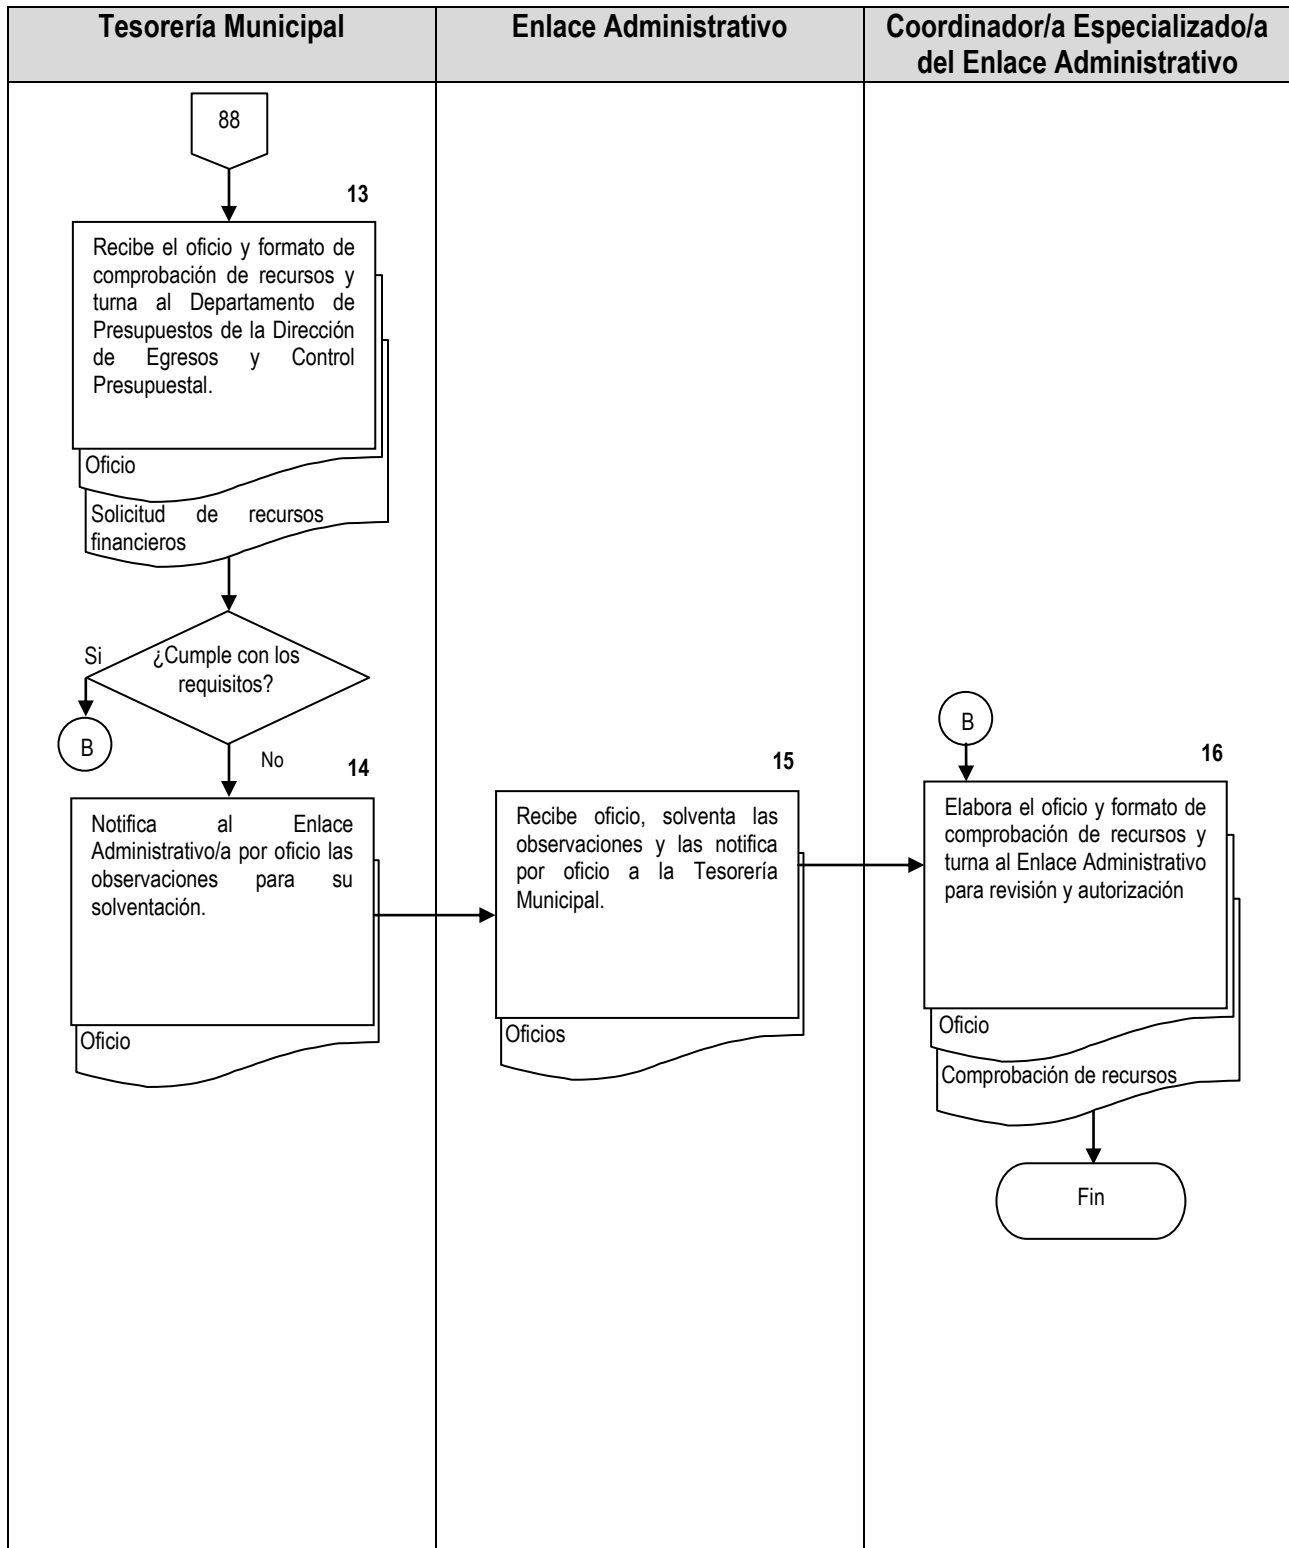 Tesorería Municipal
Enlace Administrativo
Coordinador/a Especializado/a
del Enlace Administrativo
88
13
Recibe el oficio y formato de
comprobación de recursos y
turna al Departamento de
Presupuestos de la Dirección
de Egresos y Control
Presupuestal.
Oficio
Solicitud de recursos
financieros
Si
¿Cumple con los
requisitos?
B
No
14
Notifica al Enlace
Administrativo/a por oficio las
observaciones para su
solventación.
Oficio
15
Recibe oficio, solventa las
observaciones y las notifica
por oficio a la Tesorería
Municipal.
Oficios
B
16
Elabora el oficio y formato de
comprobación de recursos y
turna al Enlace Administrativo
para revisión y autorización
Oficio
Comprobación de recursos
Fin